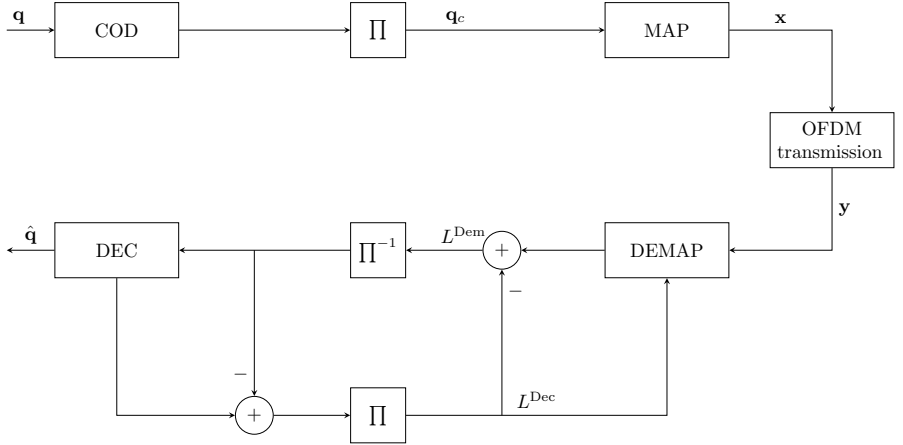 q
COD
∏
q_c
MAP
x
OFDM
transmission
y
q̂
DEC
∏⁻¹
L^Dem
+
DEMAP
−
−
+
∏
L^Dec